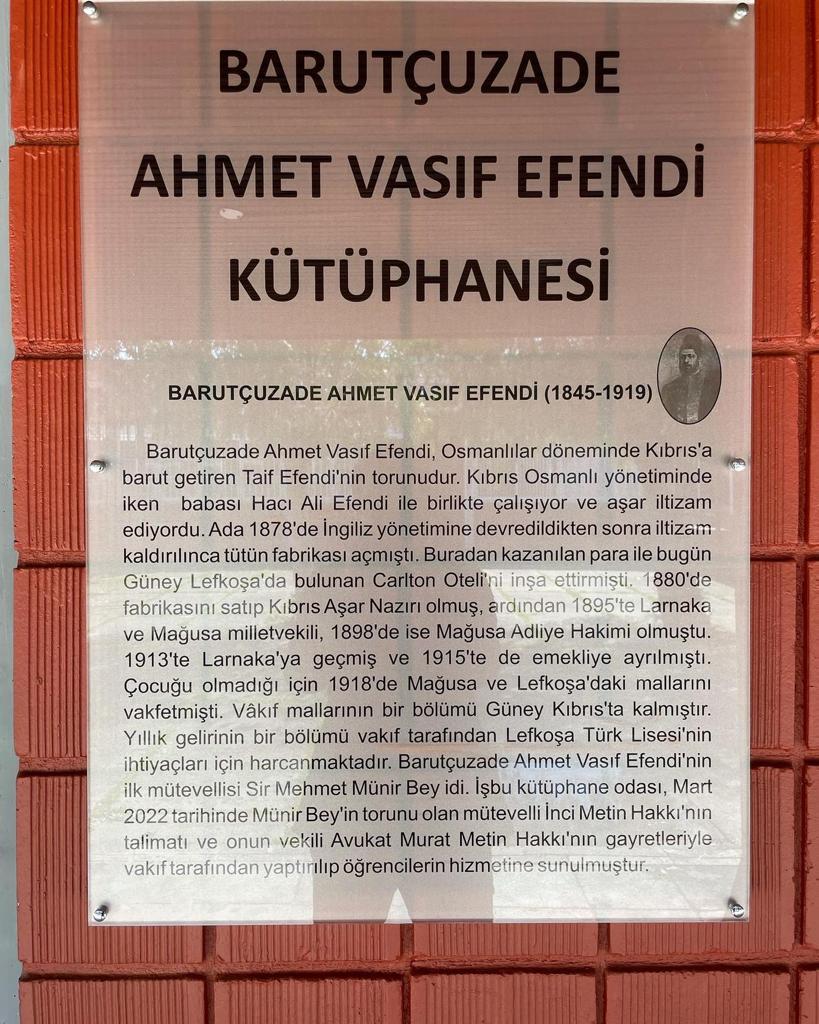 BARUTÇUZADE
AHMET VASIF EFENDİ
KÜTÜPHANESİ
BARUTÇUZADE AHMET VASIF EFENDİ (1845-1919)
Barutçuzade Ahmet Vasıf Efendi, Osmanlılar döneminde Kıbrıs'a
barut getiren Taif Efendi'nin torunudur. Kıbrıs Osmanlı yönetiminde
iken babası Hacı Ali Efendi ile birlikte çalışıyor ve aşar iltizam
ediyordu. Ada 1878'de İngiliz yönetimine devredildikten sonra iltizam
kaldırılınca tütün fabrikası açmıştı. Buradan kazanılan para ile bugün
Güney Lefkoşa'da bulunan Carlton Oteli'ni inşa ettirmişti. 1880'de
fabrikasını satıp Kıbrıs Aşar Nazırı olmuş, ardından 1895'te Larnaka
ve Mağusa milletvekili, 1898'de ise Mağusa Adliye Hakimi olmuştu.
1913'te Larnaka'ya geçmiş ve 1915'te de emekliye ayrılmıştı.
Çocuğu olmadığı için 1918'de Mağusa ve Lefkoşa'daki mallarını
vakfetmişti. Vâkıf mallarının bir bölümü Güney Kıbrıs'ta kalmıştır.
Yıllık gelirinin bir bölümü vakıf tarafından Lefkoşa Türk Lisesi'nin
ihtiyaçları için harcanmaktadır. Barutçuzade Ahmet Vasıf Efendi'nin
ilk mütevellisi Sir Mehmet Münir Bey idi. İşbu kütüphane odası, Mart
2022 tarihinde Münir Bey'in torunu olan mütevelli İnci Metin Hakkı'nın
talimatı ve onun vekili Avukat Murat Metin Hakkı'nın gayretleriyle
vakıf tarafından yaptırılıp öğrencilerin hizmetine sunulmuştur.